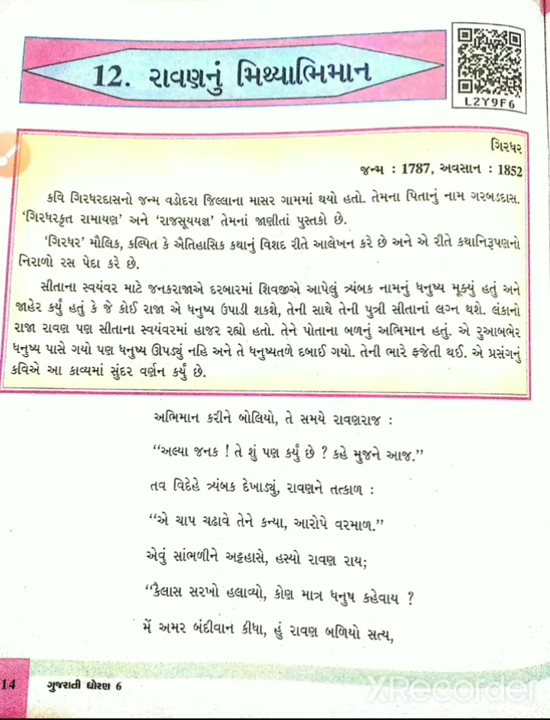 12. રાવણનું મિથ્યાભિમાન
L2Y9F6
ગિરધર
જન્મ : 1787, અવસાન : 1852
કવિ ગિરધરદાસનો જન્મ વડોદરા જિલ્લાના માસર ગામમાં થયો હતો. તેમના પિતાનું નામ ગરબડદાસ.
‘ગિરધરકૃત રામાયણ’ અને ‘રાજસૂયયજ્ઞ’ તેમનાં જાણીતાં પુસ્તકો છે.
‘ગિરધર’ મૌલિક, કલ્પિત કે ઐતિહાસિક કથાનું વિશદ રીતે આલેખન કરે છે અને એ રીતે કથાનિરૂપણનો
નિરાળો રસ પેદા કરે છે.
સીતાના સ્વયંવર માટે જનકરાજાએ દરબારમાં શિવજીએ આપેલું ત્ર્યંબક નામનું ધનુષ્ય મૂક્યું હતું અને
જાહેર કર્યું હતું કે જે કોઈ રાજા એ ધનુષ્ય ઉપાડી શકશે, તેની સાથે તેની પુત્રી સીતાનાં લગ્ન થશે. લંકાનો
રાજા રાવણ પણ સીતાના સ્વયંવરમાં હાજર રહ્યો હતો. તેને પોતાના બળનું અભિમાન હતું. એ રુઆબભેર
ધનુષ્ય પાસે ગયો પણ ધનુષ્ય ઊપડ્યું નહિ અને તે ધનુષ્યતળે દબાઈ ગયો. તેની ભારે ફજેતી થઈ. એ પ્રસંગનું
કવિએ આ કાવ્યમાં સુંદર વર્ણન કર્યું છે.
અભિમાન કરીને બોલિયો, તે સમયે રાવણરાજ :
“અલ્યા જનક ! તે શું પણ કર્યું છે ? કહે મુજને આજ.”
તવ વિદેહે ત્ર્યંબક દેખાડ્યું, રાવણને તત્કાળ :
“એ ચાપ ચઢાવે તેને કન્યા, આરોપે વરમાળ.”
એવું સાંભળીને અટ્ટહાસે, હસ્યો રાવણ રાય;
“કૈલાસ સરખો હલાવ્યો, કોણ માત્ર ધનુષ કહેવાય ?
મેં અમર બંદીવાન કીધા, હું રાવણ બળિયો સત્ય,
14
ગુજરાતી ધોરણ 6
XRecorder